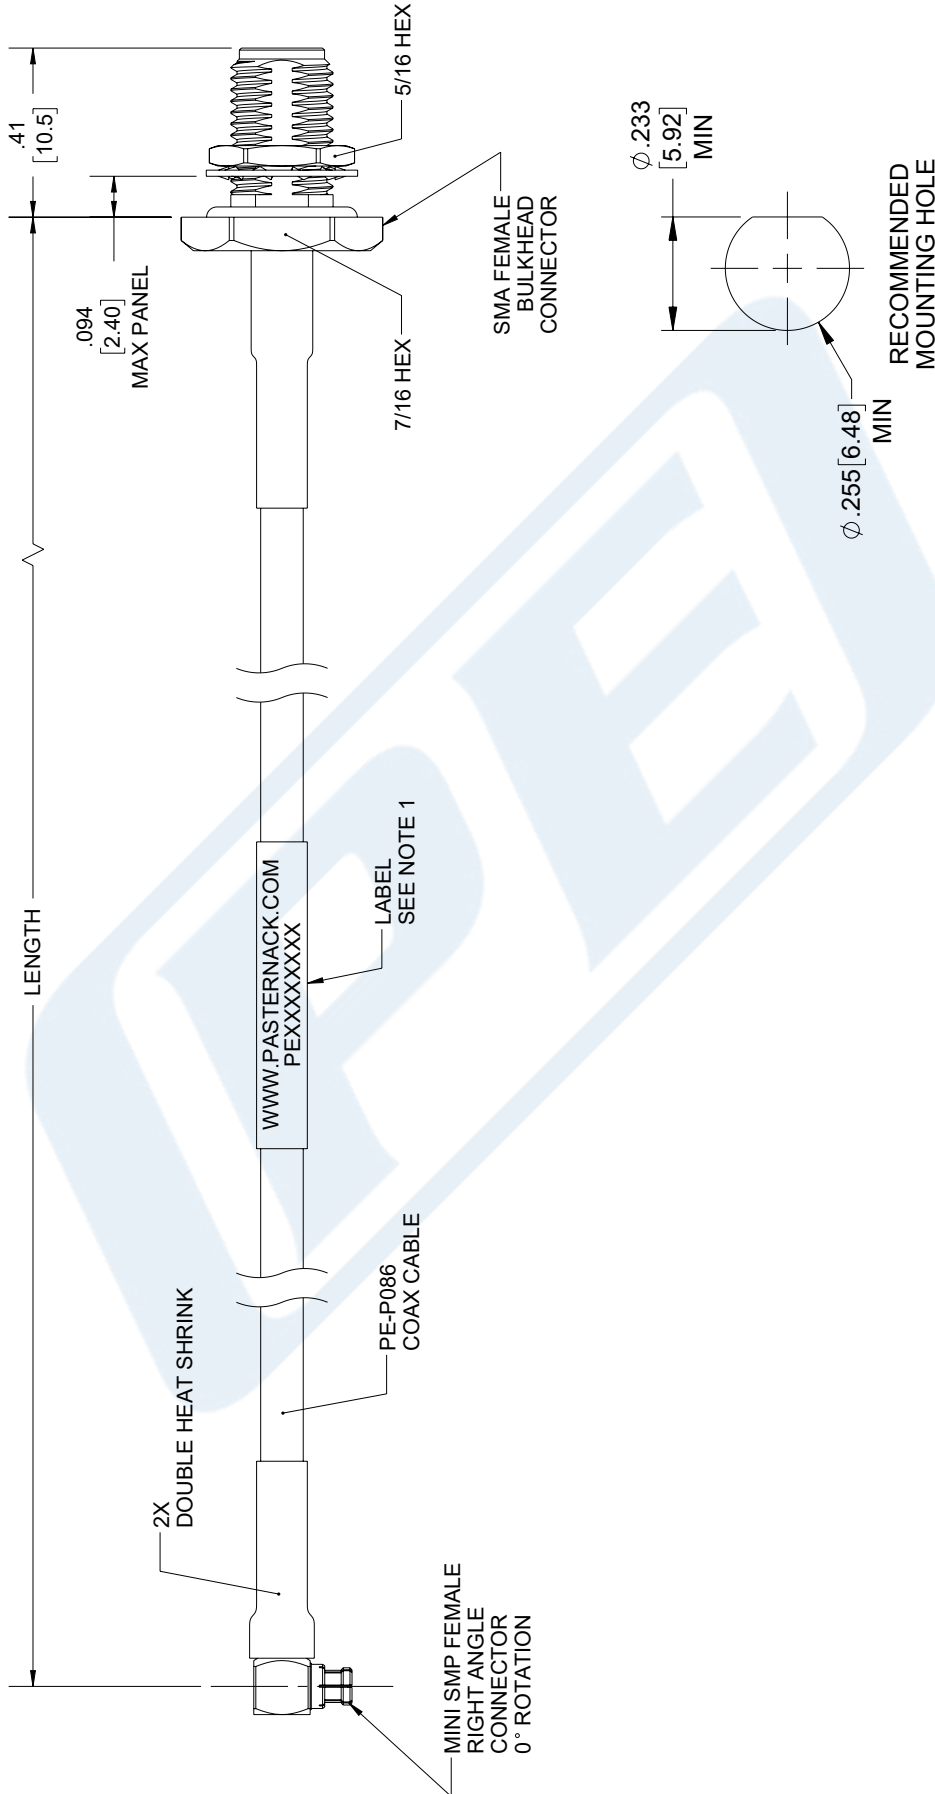 LENGTH
.41
[10.5]
.094
[2.40]
MAX PANEL
2X
DOUBLE HEAT SHRINK
WWW.PASTERNACK.COM
PEXXXXXXXX
MINI SMP FEMALE
RIGHT ANGLE
CONNECTOR
0° ROTATION
PE-P086
COAX CABLE
LABEL
SEE NOTE 1
7/16 HEX
5/16 HEX
SMA FEMALE
BULKHEAD
CONNECTOR
∅.255[6.48]
MIN
∅.233
[5.92]
MIN
RECOMMENDED
MOUNTING HOLE
PE